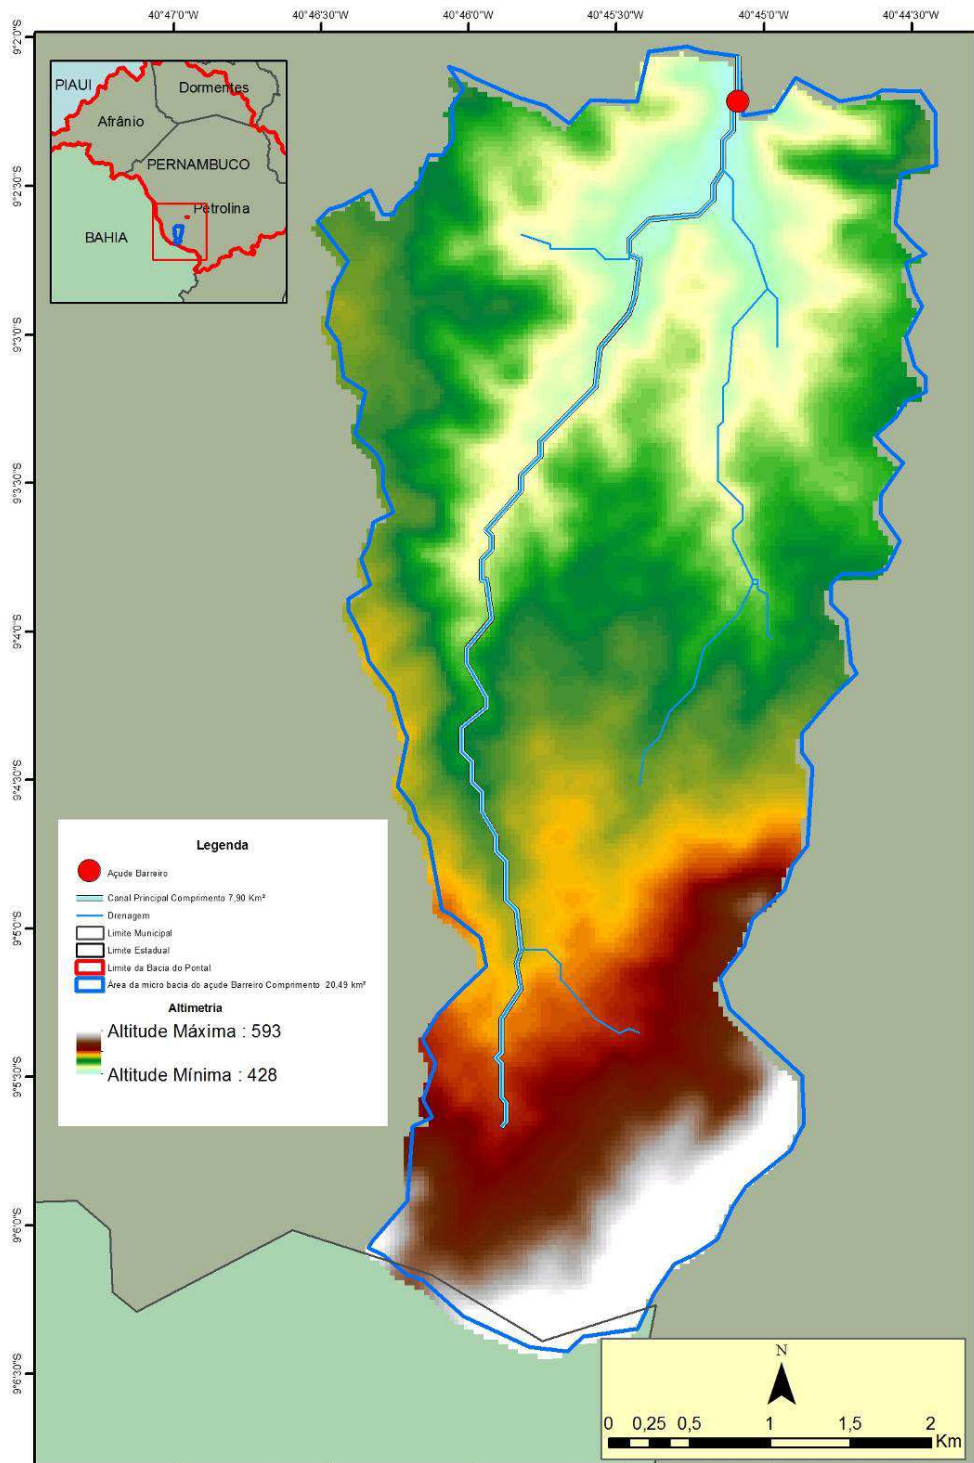 40°47'0"W 40°46'30"W 40°46'0"W 40°45'30"W 40°45'0"W 40°44'30"W
9°2'0"S
9°2'30"S
9°3'0"S
9°3'30"S
9°4'0"S
9°4'30"S
9°5'0"S
9°5'30"S
9°6'0"S
9°6'30"S
PIAUI
Dormentes
Afrânio
PERNAMBUCO
Petrolina
BAHIA
Legenda
Açude Barreiro
Canal Principal Comprimento 7,90 Km²
Drenagem
Limite Municipal
Limite Estadual
Limite da Bacia do Pontal
Área da micro bacia do açude Barreiro Comprimento 20,49 km²
Altimetria
Altitude Máxima : 593
Altitude Mínima : 428
N
0 0,25 0,5 1 1,5 2
Km